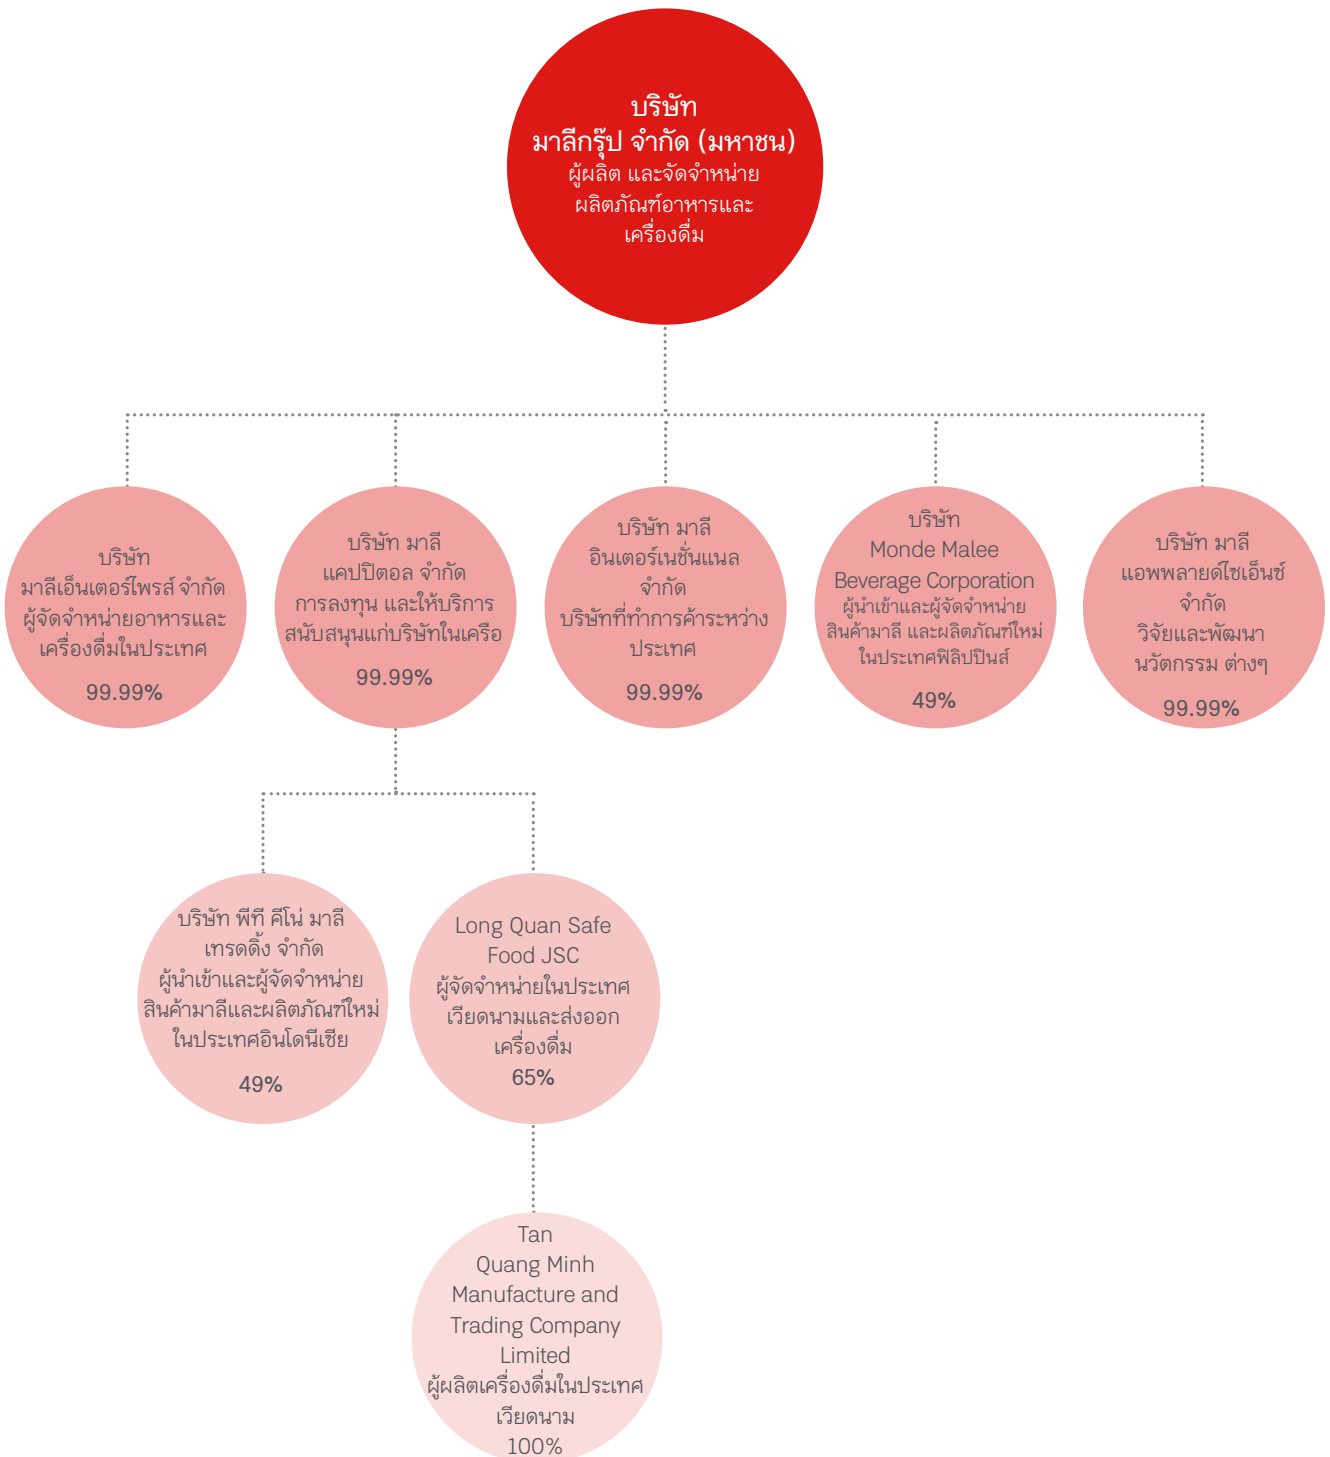 บริษัท
มาลีกรุ๊ป จำกัด (มหาชน)
ผู้ผลิต และจัดจำหน่าย
ผลิตภัณฑ์อาหารและ
เครื่องดื่ม
บริษัท
มาลีเอ็นเตอร์ไพรส์ จำกัด
ผู้จัดจำหน่ายอาหารและ
เครื่องดื่มในประเทศ
99.99%
บริษัท มาลี
แคปปิตอล จำกัด
การลงทุน และให้บริการ
สนับสนุนแก่บริษัทในเครือ
99.99%
บริษัท มาลี
อินเตอร์เนชั่นแนล
จำกัด
บริษัทที่ทำการค้าระหว่าง
ประเทศ
99.99%
บริษัท
Monde Malee
Beverage Corporation
ผู้นำเข้าและผู้จัดจำหน่าย
สินค้ามาลี และผลิตภัณฑ์ใหม่
ในประเทศฟิลิปปินส์
49%
บริษัท มาลี
แอพพลายด์ไซเอ็นซ์
จำกัด
วิจัยและพัฒนา
นวัตกรรม ต่างๆ
99.99%
บริษัท พีที คีโน่ มาลี
เทรดดิ้ง จำกัด
ผู้นำเข้าและผู้จัดจำหน่าย
สินค้ามาลีและผลิตภัณฑ์ใหม่
ในประเทศอินโดนีเซีย
49%
Long Quan Safe
Food JSC
ผู้จัดจำหน่ายในประเทศ
เวียดนามและส่งออก
เครื่องดื่ม
65%
Tan
Quang Minh
Manufacture and
Trading Company
Limited
ผู้ผลิตเครื่องดื่มในประเทศ
เวียดนาม
100%